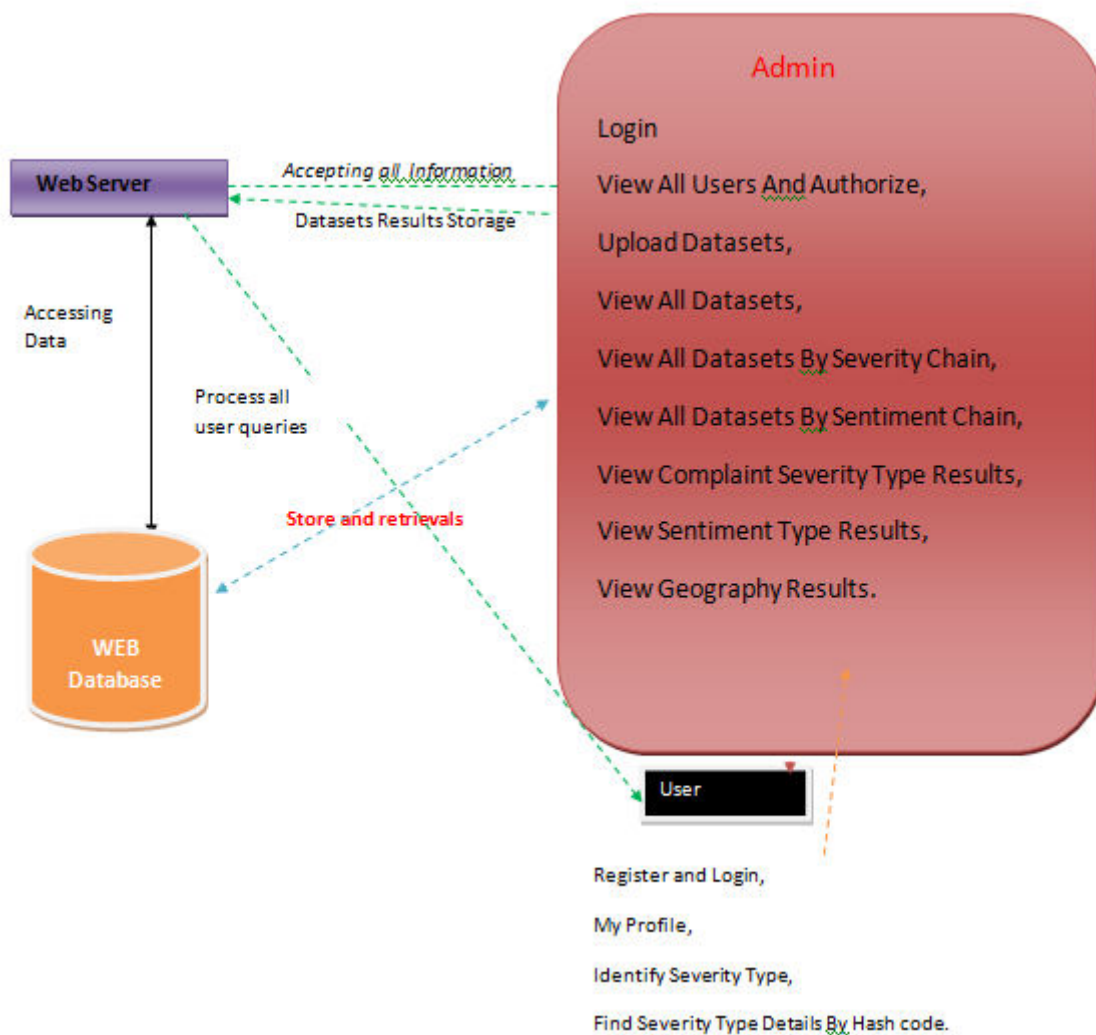 Admin
Login
View All Users And Authorize,
Upload Datasets,
View All Datasets,
View All Datasets By Severity Chain,
View All Datasets By Sentiment Chain,
View Complaint Severity Type Results,
View Sentiment Type Results,
View Geography Results.
Web Server
Accepting all Information
Datasets Results Storage
Accessing
Data
Process all
user queries
Store and retrievals
WEB
Database
User
Register and Login,
My Profile,
Identify Severity Type,
Find Severity Type Details By Hash code.